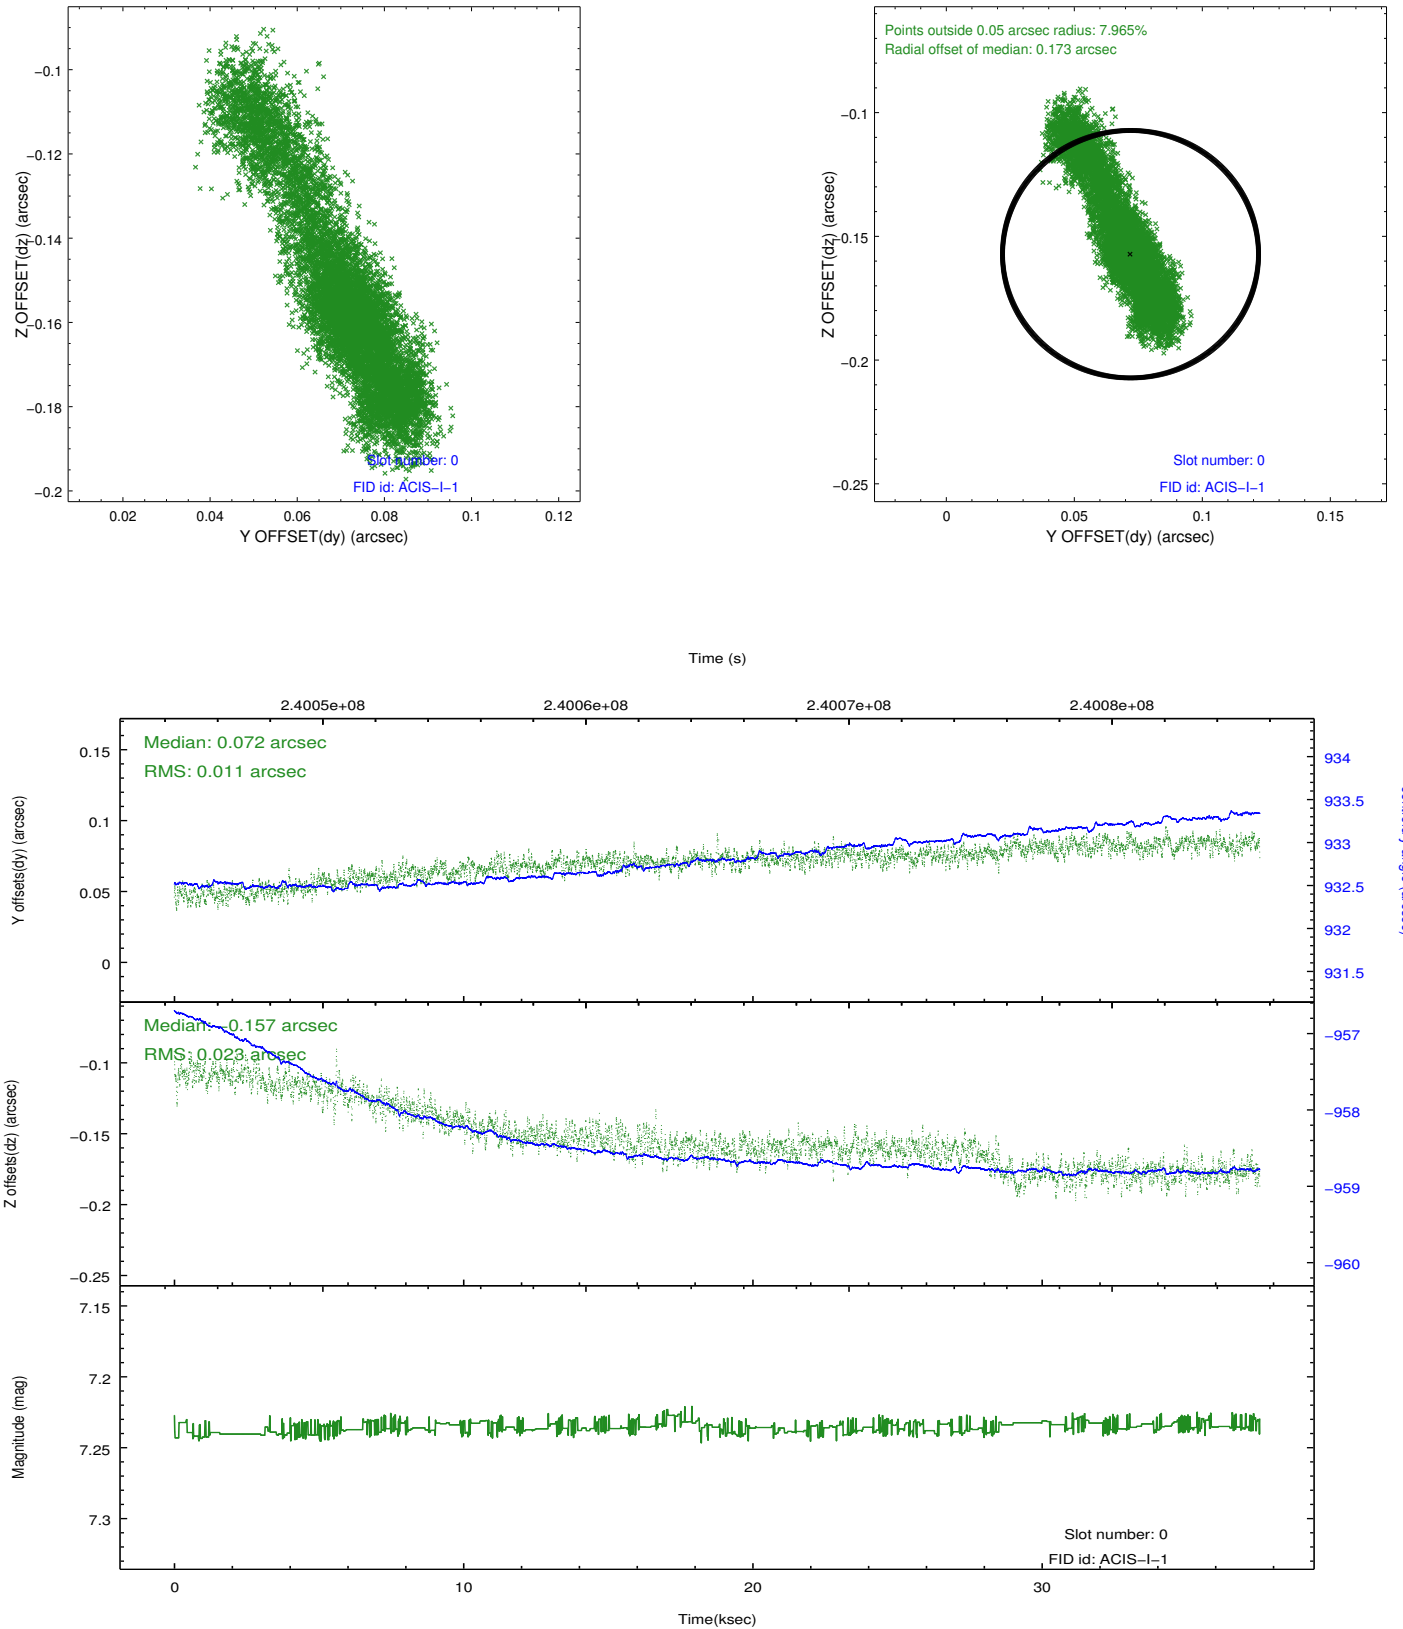 Points outside 0.05 arcsec radius: 7.965%
Radial offset of median: 0.173 arcsec
−0.1
−0.12
−0.14
−0.16
−0.18
−0.2
Z OFFSET(dz) (arcsec)
Slot number: 0
FID id: ACIS−I−1
0.02 0.04 0.06 0.08 0.1 0.12
Y OFFSET(dy) (arcsec)
−0.1
−0.15
−0.2
−0.25
Z OFFSET(dz) (arcsec)
Slot number: 0
FID id: ACIS−I−1
0 0.05 0.1 0.15
Y OFFSET(dy) (arcsec)
Time (s)
2.4005e+08 2.4006e+08 2.4007e+08 2.4008e+08
Median: 0.072 arcsec
RMS: 0.011 arcsec
0.15
0.1
0.05
0
Y offsets(dy) (arcsec)
934
933.5
933
932.5
932
931.5
Median: −0.157 arcsec
RMS: 0.023 arcsec
−0.1
−0.15
−0.2
−0.25
Z offsets(dz) (arcsec)
−957
−958
−959
−960
7.15
7.2
7.25
7.3
Magnitude (mag)
Slot number: 0
FID id: ACIS−I−1
0 10 20 30
Time(ksec)